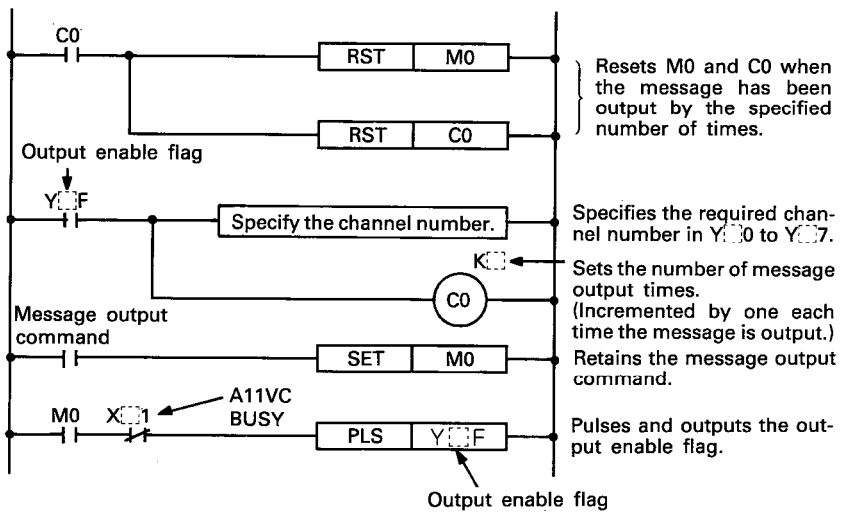 C0
RST M0
Resets M0 and C0 when
the message has been
output by the specified
number of times.
RST C0
Output enable flag
Y F
Specify the channel number.
Specifies the required chan-
nel number in Y 0 to Y 7.
K
Sets the number of message
output times.
(Incremented by one each
time the message is output.)
C0
Message output
command
SET M0
Retains the message output
command.
A11VC
BUSY
M0 X 1
PLS Y F
Pulses and outputs the out-
put enable flag.
Output enable flag